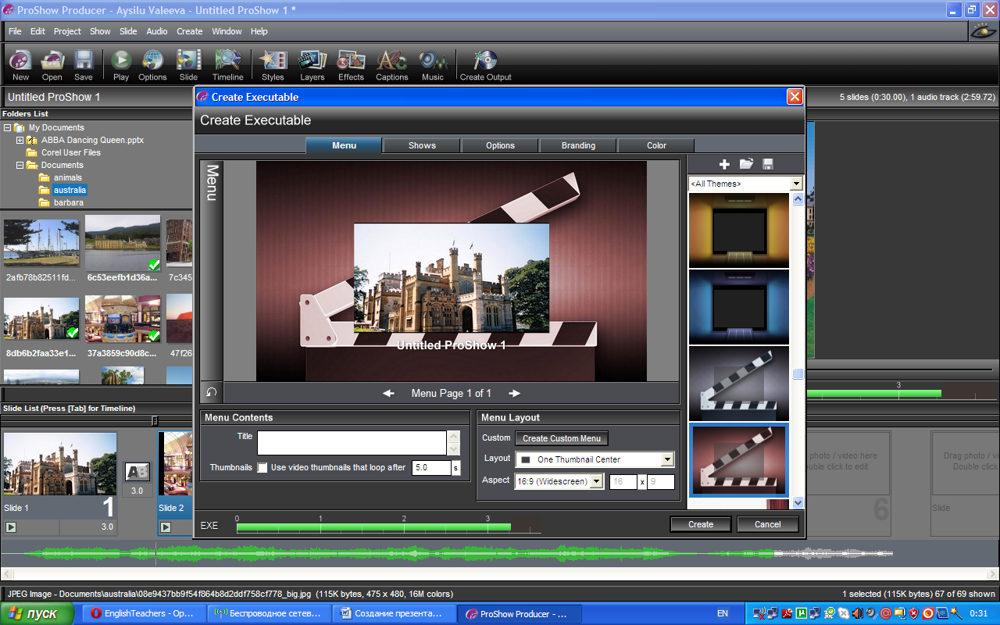 ProShow Producer - Aysilu Valeeva - Untitled ProShow 1 *
File Edit Project Show Slide Audio Create Window Help
New Open Save Play Options Slide Timeline Styles Layers Effects Captions Music Create Output
Untitled ProShow 1
5 slides (0:30.00), 1 audio track (2:59.72)
Folders List
My Documents
ABBA Dancing Queen.pptx
Corel User Files
Documents
animals
australia
barbara
2afb78b82511fd... 6c53eefb1d36a... 7c345
8db6b2faa33e1... 37a3859c90d8c... 47f26
Create Executable
Create Executable
Menu Shows Options Branding Color
Menu
<All Themes>
Untitled ProShow 1
Menu Page 1 of 1
Menu Contents
Title
Thumbnails Use video thumbnails that loop after 5.0 s
Menu Layout
Custom Create Custom Menu
Layout One Thumbnail Center
Aspect 16:9 (Widescreen) 16 x 9
EXE 0 1 2 3
Create Cancel
3
Slide List (Press [Tab] for Timeline)
AB
3.0
Slide 1 1
3.0
Slide 2
photo / video here
ouble click to edit
6
Drag photo / v
Double click
Slide
JPEG Image - Documents\australia\08e9437bb9f54f864b8d2ddf758cf778_big.jpg (115K bytes, 475 x 480, 16M colors)
1 selected (115K bytes) 67 of 69 shown
пуск EnglishTeachers - Op... Беспроводное сетев... Создание презента... ProShow Producer - ... EN 0:31